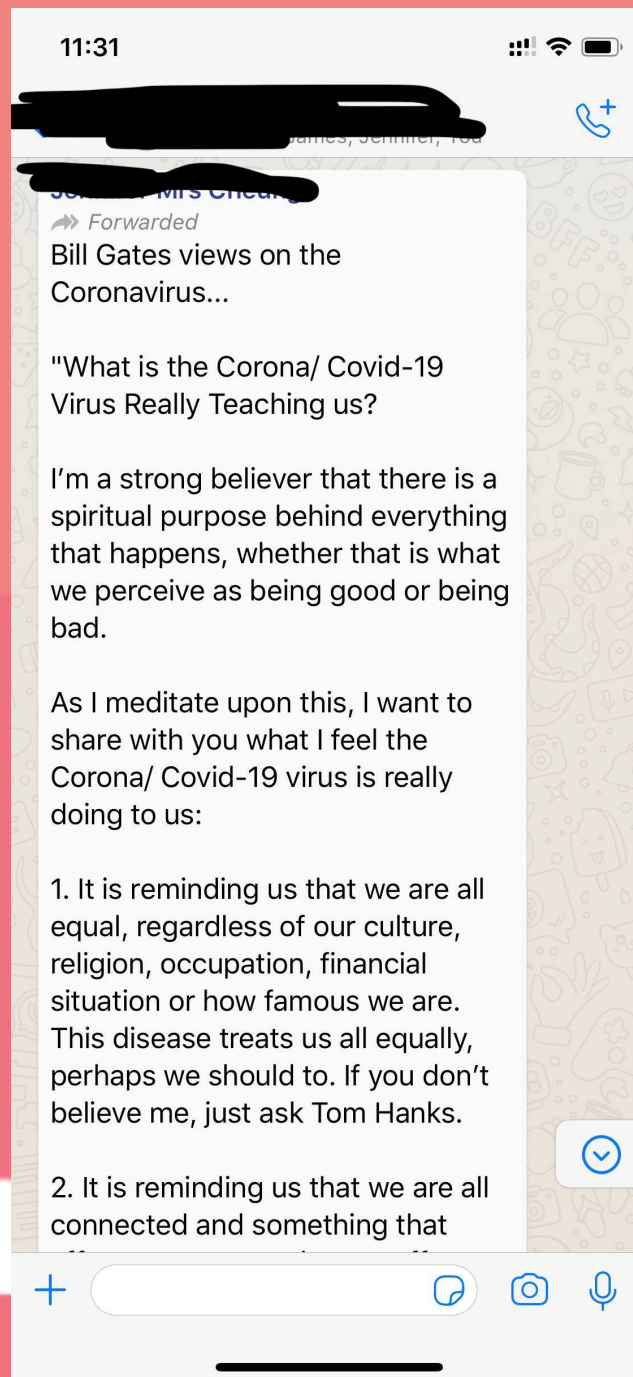 11:31
Forwarded
Bill Gates views on the
Coronavirus...
"What is the Corona/ Covid-19
Virus Really Teaching us?
I'm a strong believer that there is a
spiritual purpose behind everything
that happens, whether that is what
we perceive as being good or being
bad.
As I meditate upon this, I want to
share with you what I feel the
Corona/ Covid-19 virus is really
doing to us:
1. It is reminding us that we are all
equal, regardless of our culture,
religion, occupation, financial
situation or how famous we are.
This disease treats us all equally,
perhaps we should to. If you don’t
believe me, just ask Tom Hanks.
2. It is reminding us that we are all
connected and something that